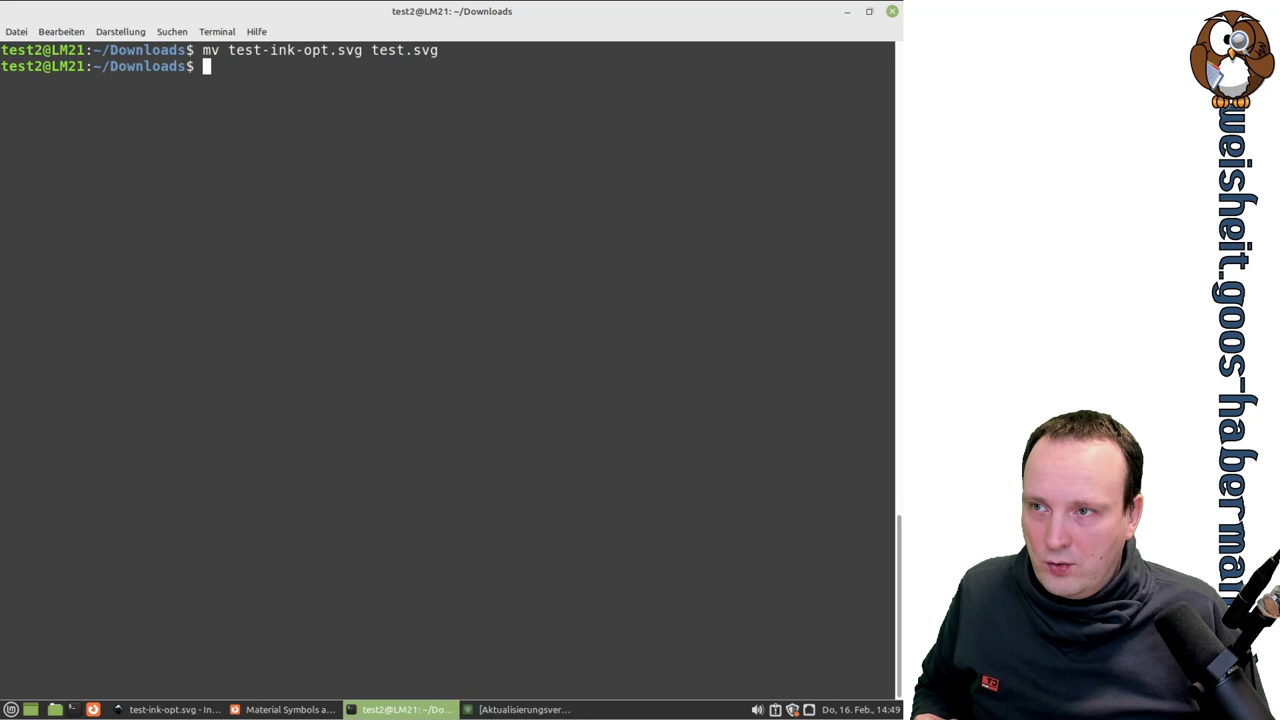 test2@LM21: ~/Downloads
Datei Bearbeiten Darstellung Suchen Terminal Hilfe
test2@LM21:~/Downloads$ mv test-ink-opt.svg test.svg
test2@LM21:~/Downloads$
weisheit.goos-haberma
test-ink-opt.svg - In...
Material Symbols a...
test2@LM21: ~/Do...
[Aktualisierungsver...
Do, 16. Feb., 14:49